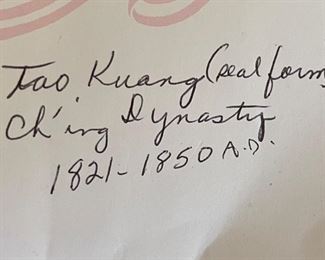 Tao Kuang (seal form
Ch'ing Dynasty
1821-1850 A.D.